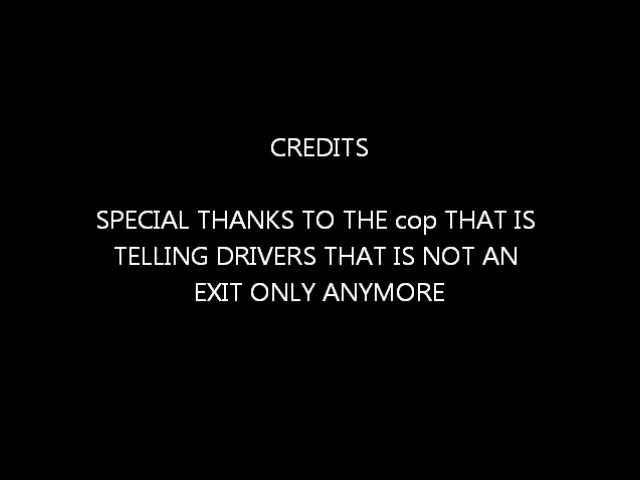 CREDITS
SPECIAL THANKS TO THE cop THAT IS
TELLING DRIVERS THAT IS NOT AN
EXIT ONLY ANYMORE